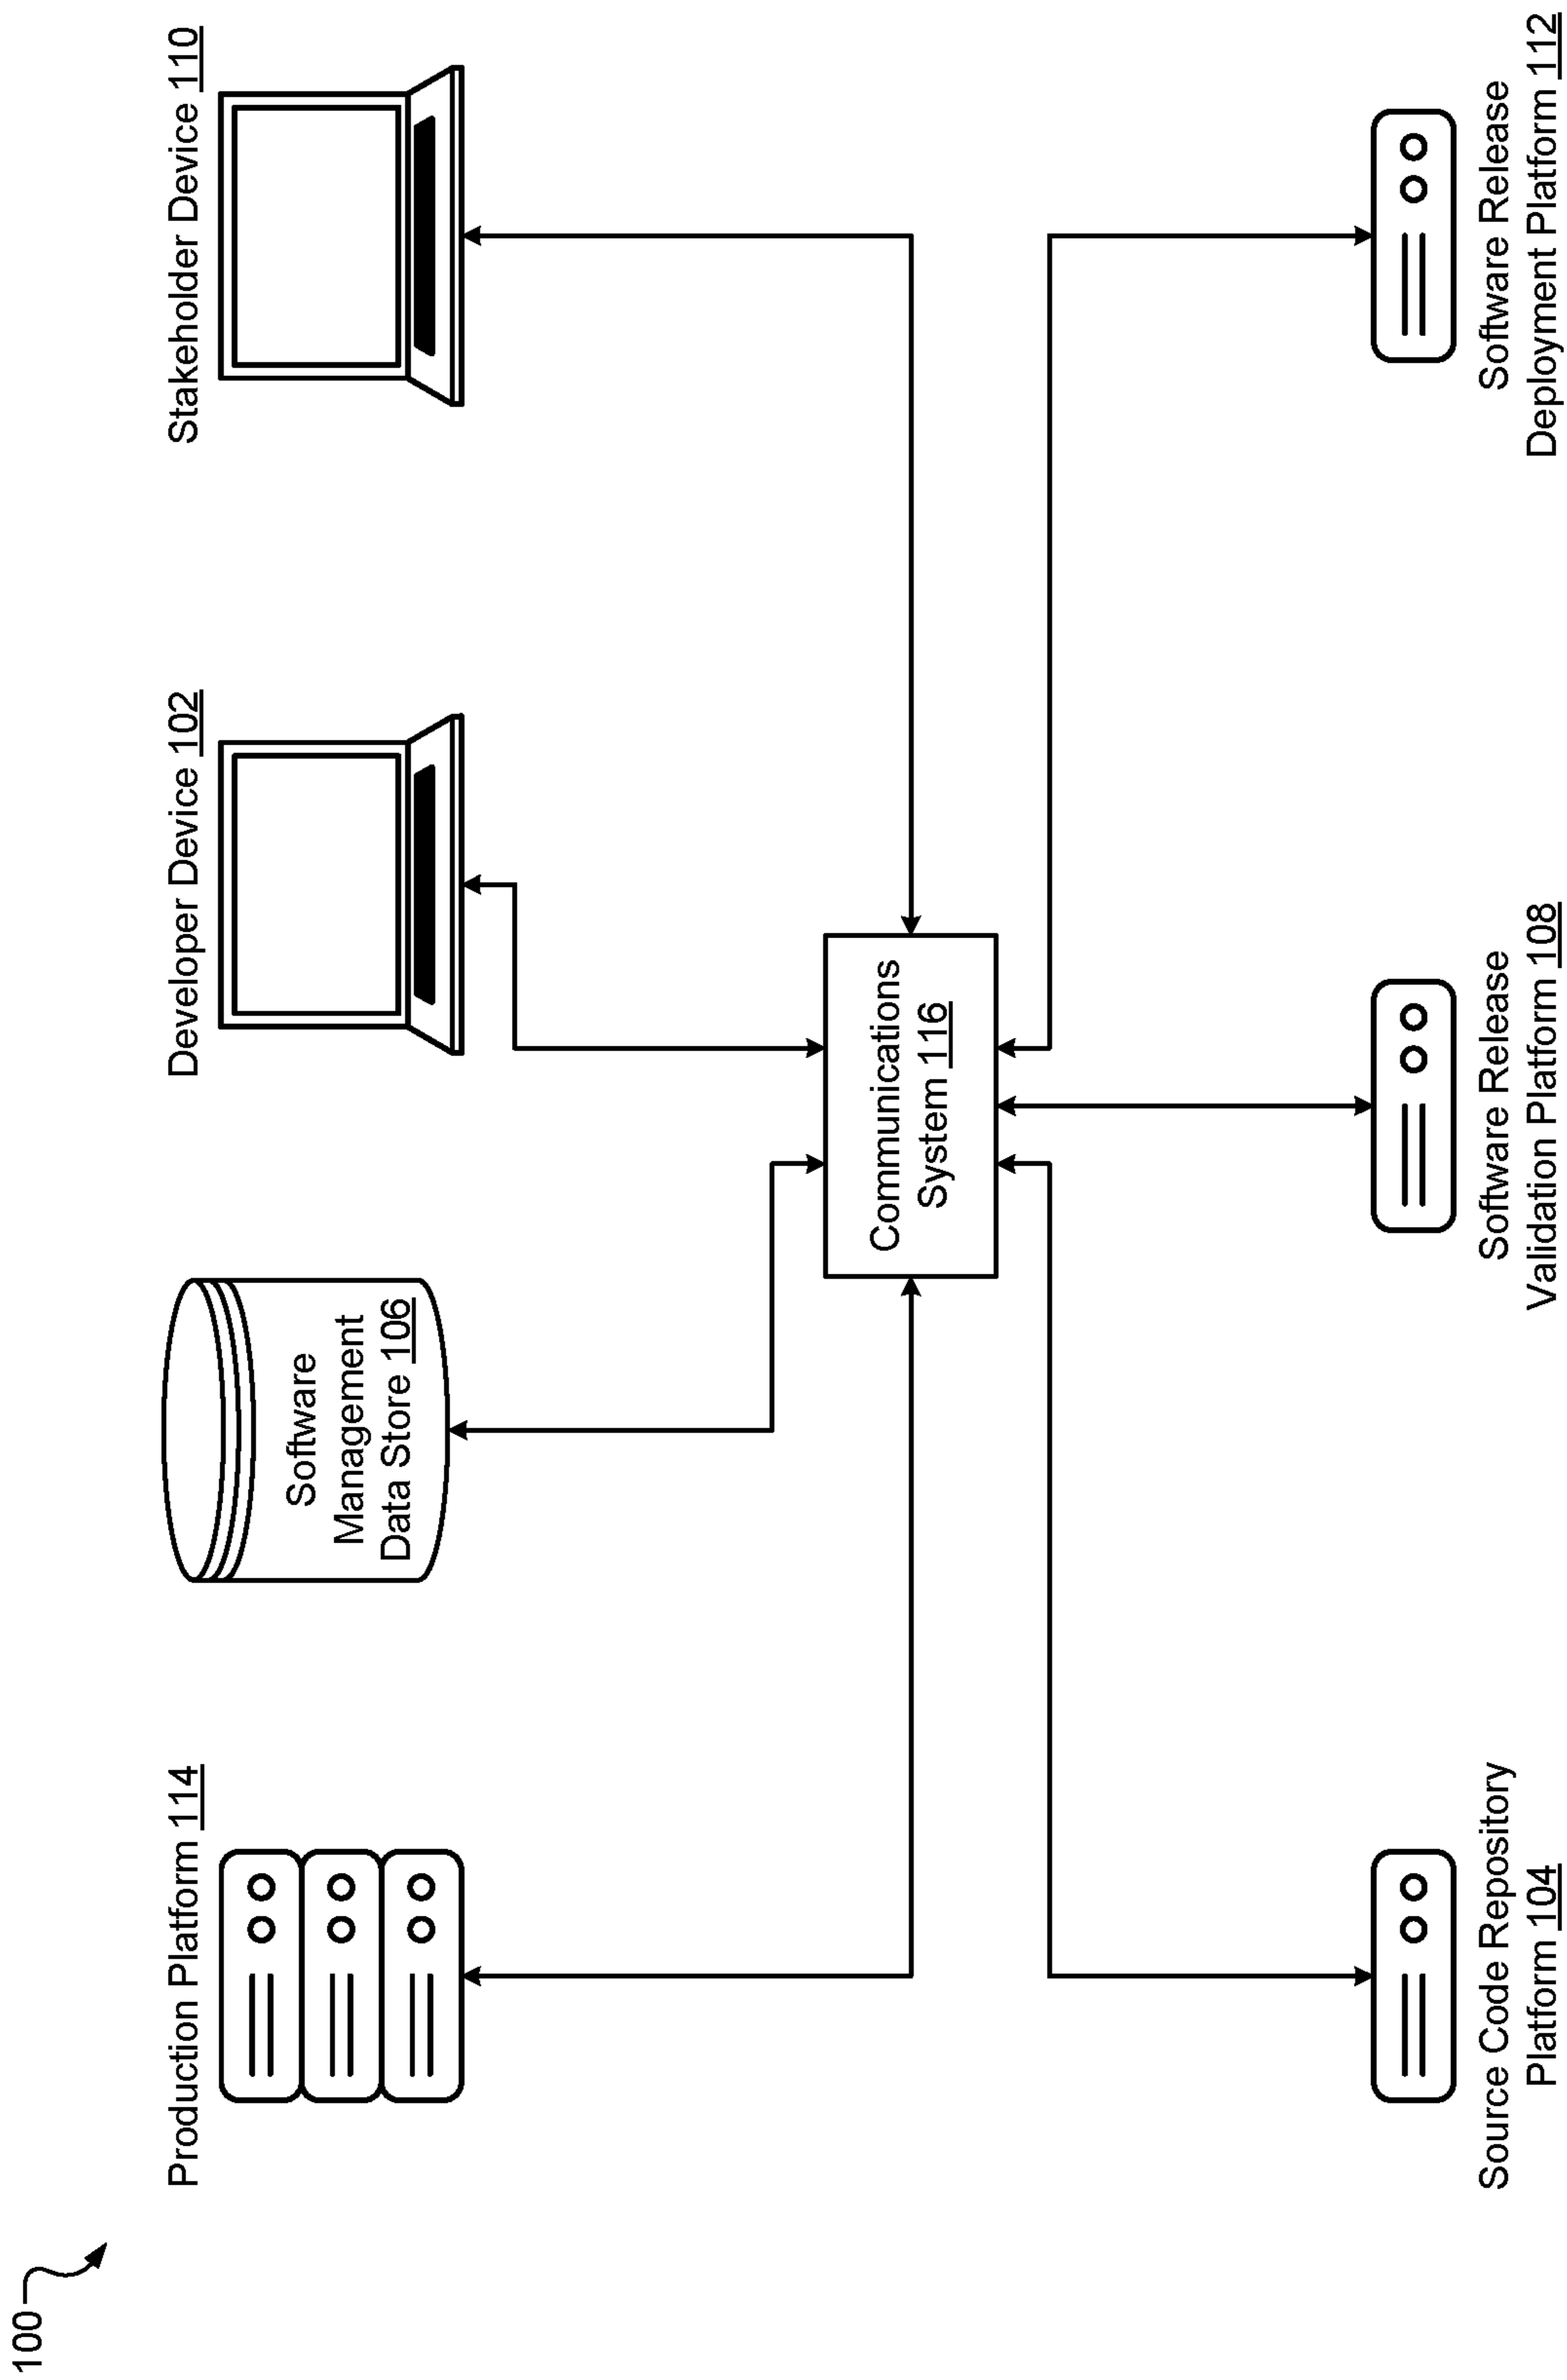 100
Production Platform 114
Software
Management
Data Store 106
Developer Device 102
Stakeholder Device 110
Communications
System 116
Source Code Repository
Platform 104
Software Release
Validation Platform 108
Software Release
Deployment Platform 112